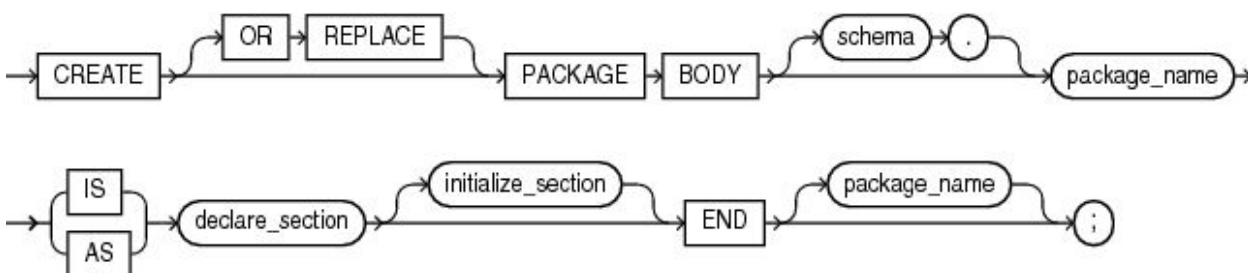 OR REPLACE schema .
CREATE PACKAGE BODY package_name
IS initialize_section package_name
declare_section END ;
AS